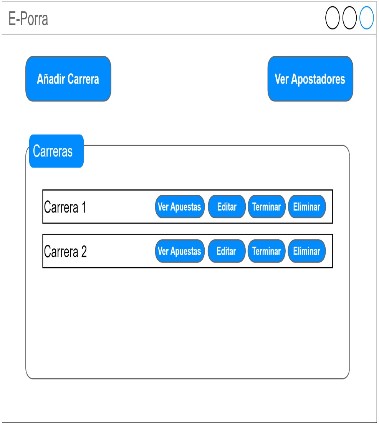 E-Porra
Añadir Carrera
Ver Apostadores
Carreras
Carrera 1 Ver Apuestas Editar Terminar Eliminar
Carrera 2 Ver Apuestas Editar Terminar Eliminar